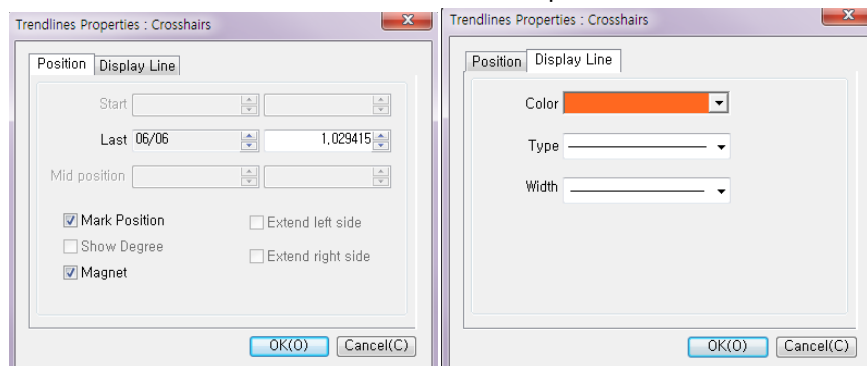 Trendlines Properties : Crosshairs
Position Display Line
Start
Last 06/06 1,029415
Mid position
Mark Position
Extend left side
Show Degree
Extend right side
Magnet
OK(O) Cancel(C)
Trendlines Properties : Crosshairs
Position Display Line
Color
Type
Width
OK(O) Cancel(C)